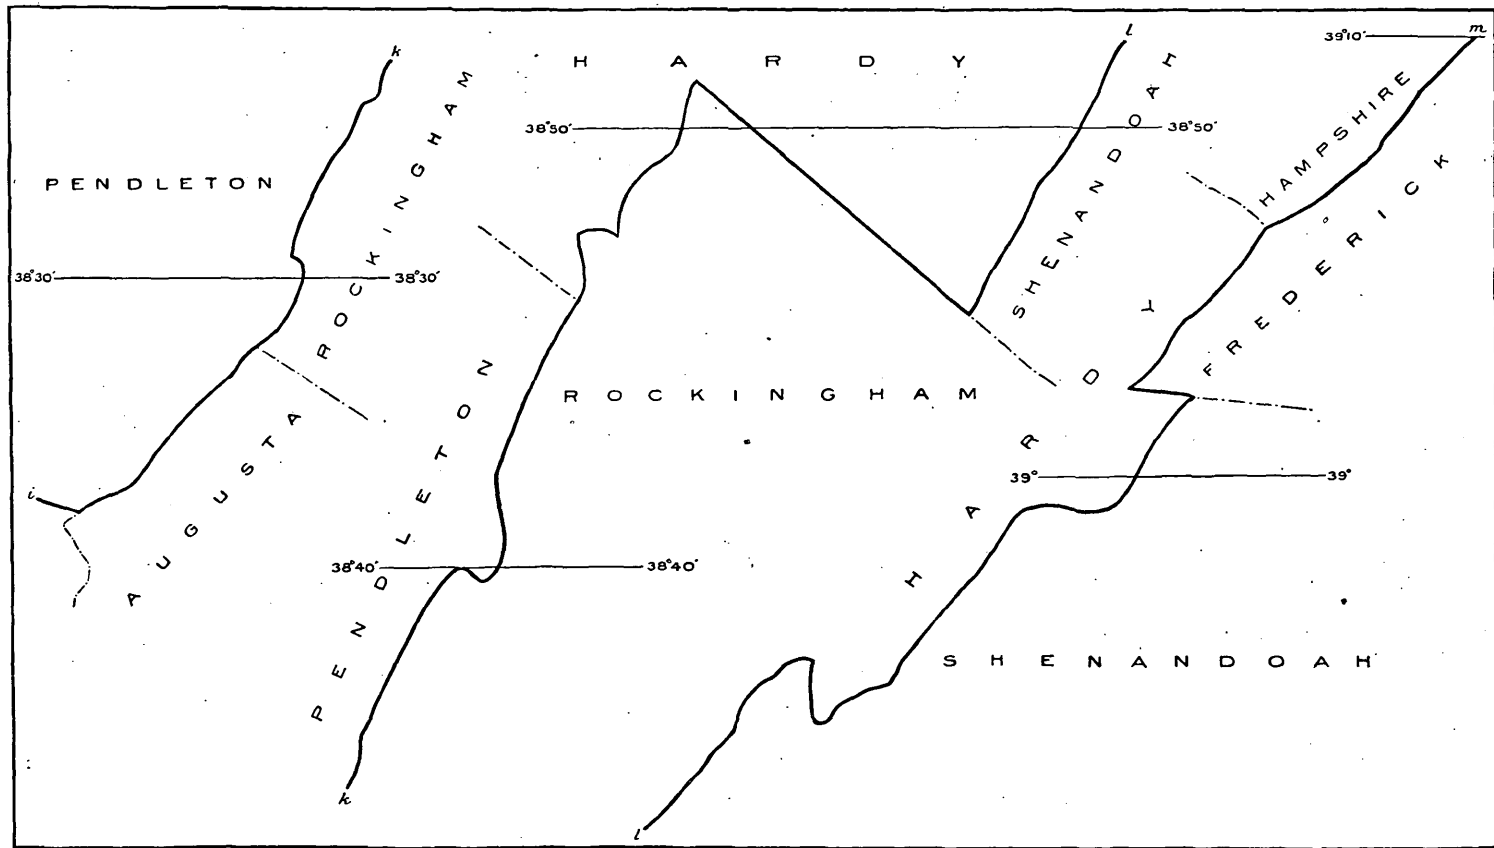 k
HARDY
l
39°10'
m
38°50'
38°50'
PENDLETON
ROCKINGHAM
SHENANDOAH
HAMPSHIRE
FREDERICK
38°30'
38°30'
ROCKINGHAM
PENDLETON
HARDY
i
AUGUSTA
39°
39°
38°40'
38°40'
SHENANDOAH
k
l